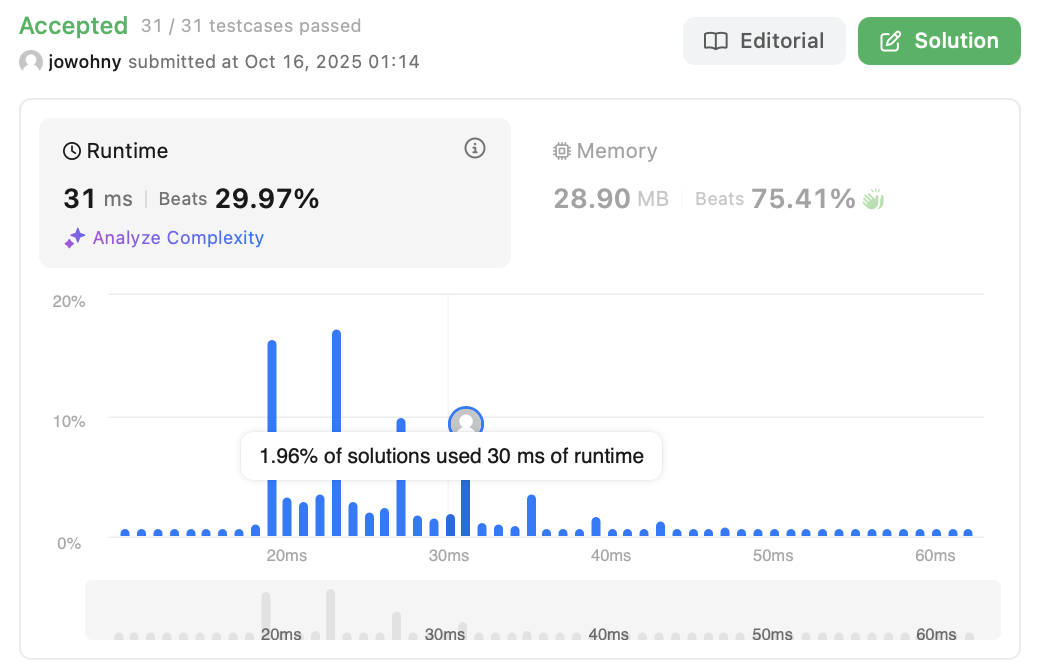 Accepted 31 / 31 testcases passed
Editorial
Solution
jowohny submitted at Oct 16, 2025 01:14
Runtime
31 ms | Beats 29.97%
Analyze Complexity
Memory
28.90 MB | Beats 75.41%
20%
10%
0%
1.96% of solutions used 30 ms of runtime
20ms 30ms 40ms 50ms 60ms
20ms 30ms 40ms 50ms 60ms